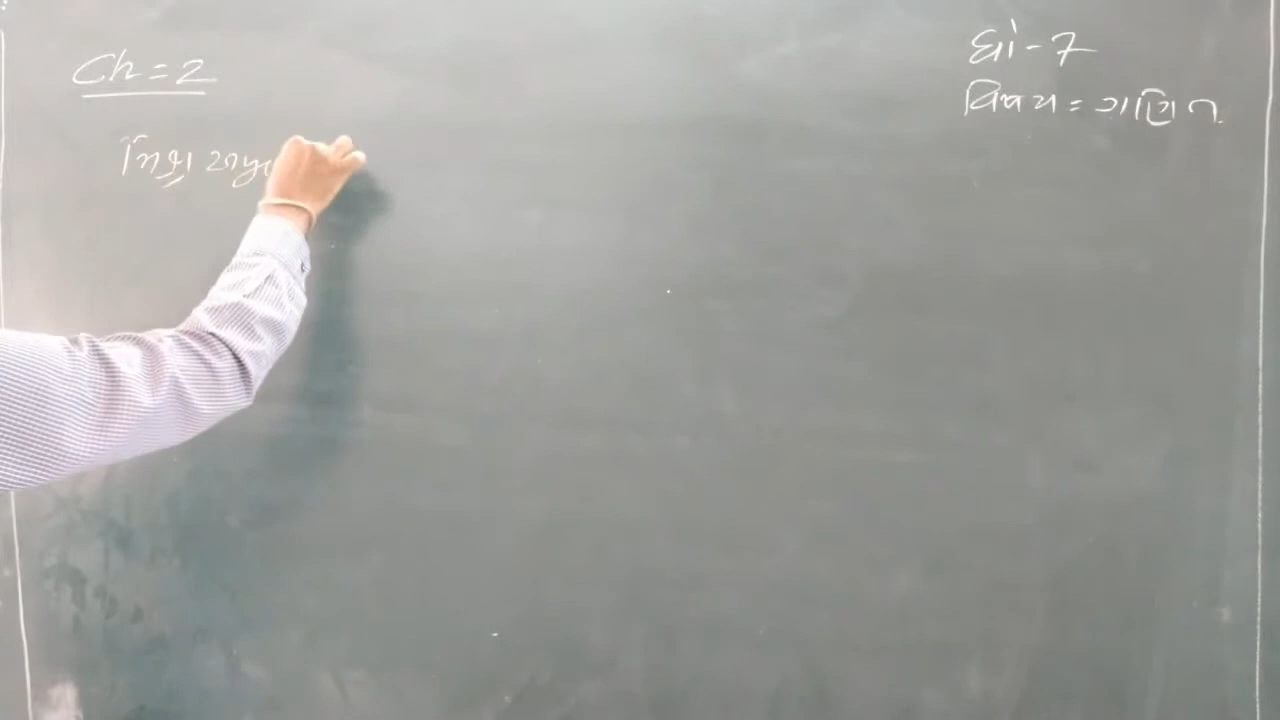 Ch = 2
ધો - 7
વિષય = ગણિત
મિશ્ર